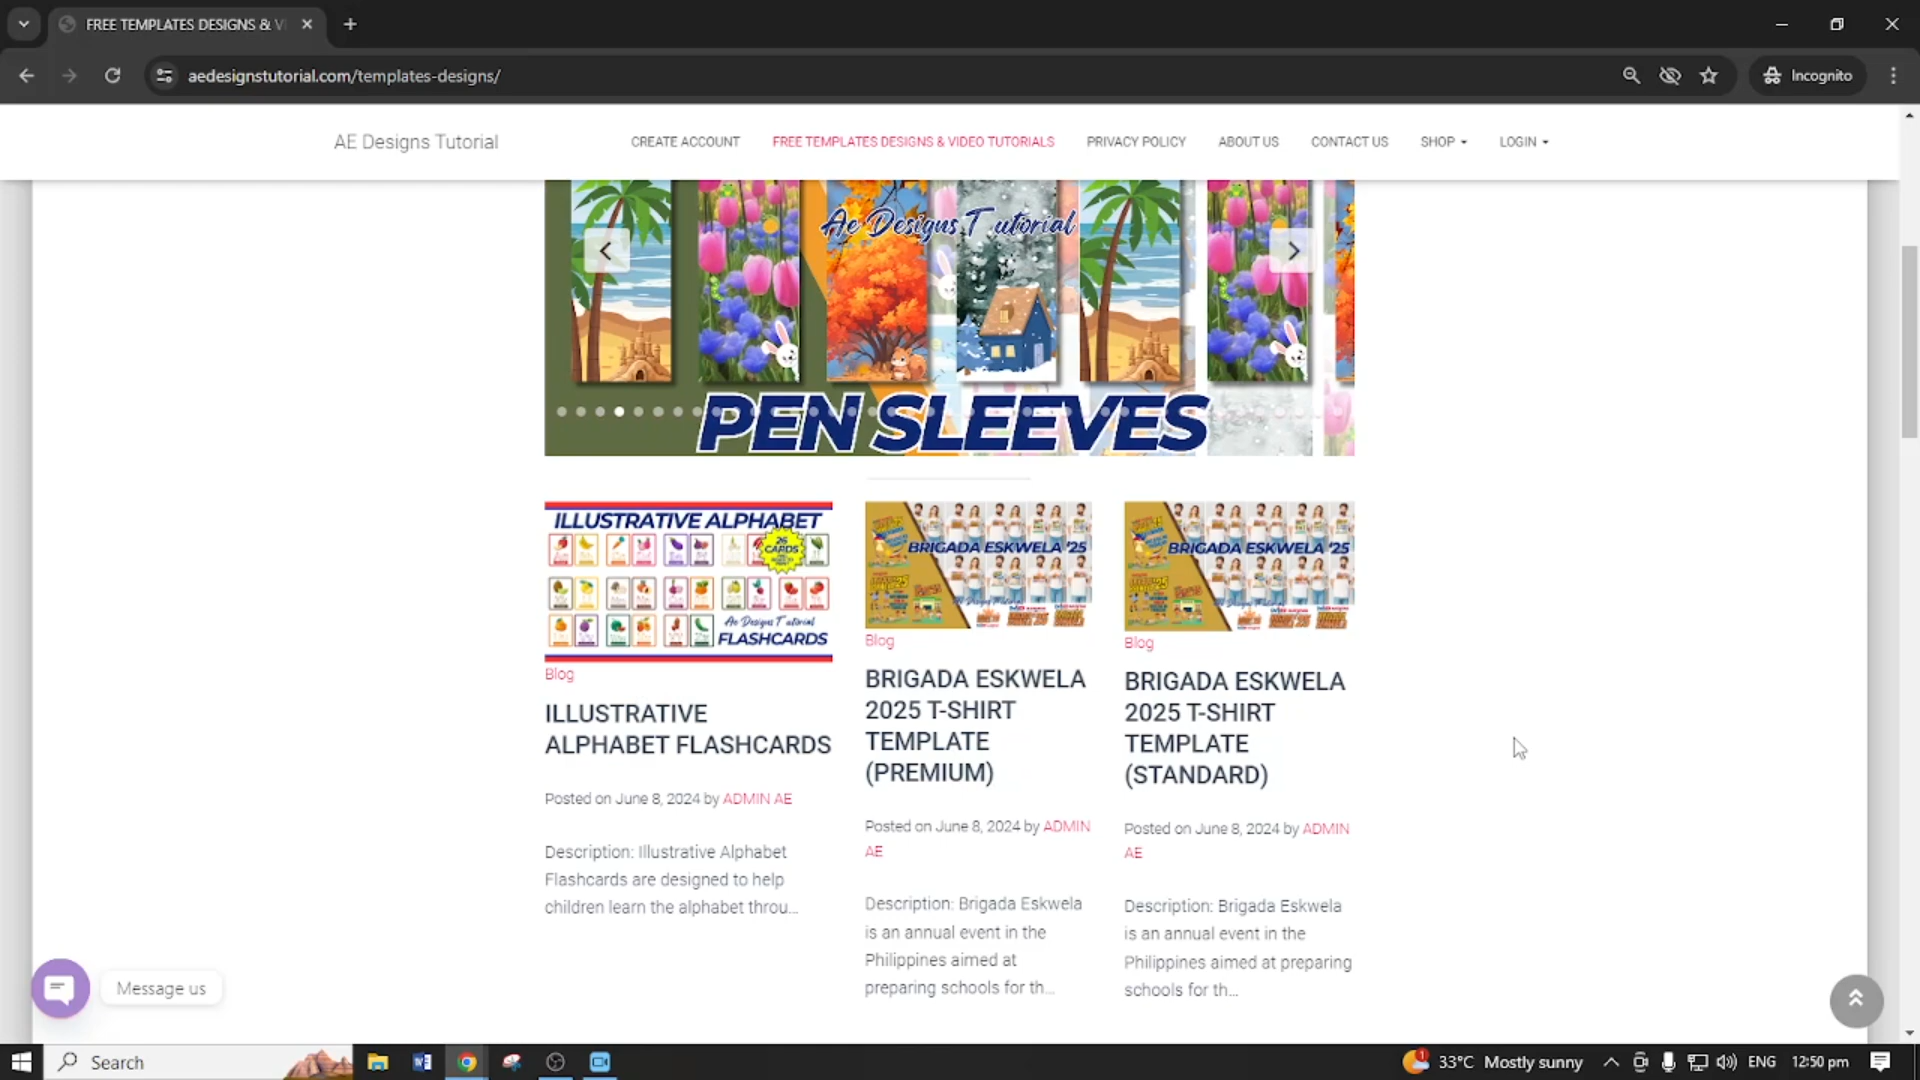 FREE TEMPLATES DESIGNS & V
aedesignstutorial.com/templates-designs/
Incognito
AE Designs Tutorial
CREATE ACCOUNT
FREE TEMPLATES DESIGNS & VIDEO TUTORIALS
PRIVACY POLICY
ABOUT US
CONTACT US
SHOP
LOGIN
Ae Designs Tutorial
PEN SLEEVES
ILLUSTRATIVE ALPHABET
26
CARDS
Ae Designs Tutorial
FLASHCARDS
Blog
ILLUSTRATIVE
ALPHABET FLASHCARDS
Posted on June 8, 2024 by ADMIN AE
Description: Illustrative Alphabet
Flashcards are designed to help
children learn the alphabet throu...
BRIGADA ESKWELA '25
Blog
BRIGADA ESKWELA
2025 T-SHIRT
TEMPLATE
(PREMIUM)
Posted on June 8, 2024 by ADMIN
AE
Description: Brigada Eskwela
is an annual event in the
Philippines aimed at
preparing schools for th...
BRIGADA ESKWELA '25
Blog
BRIGADA ESKWELA
2025 T-SHIRT
TEMPLATE
(STANDARD)
Posted on June 8, 2024 by ADMIN
AE
Description: Brigada Eskwela
is an annual event in the
Philippines aimed at preparing
schools for th...
Message us
Search
1
33°C Mostly sunny
ENG
12:50 pm